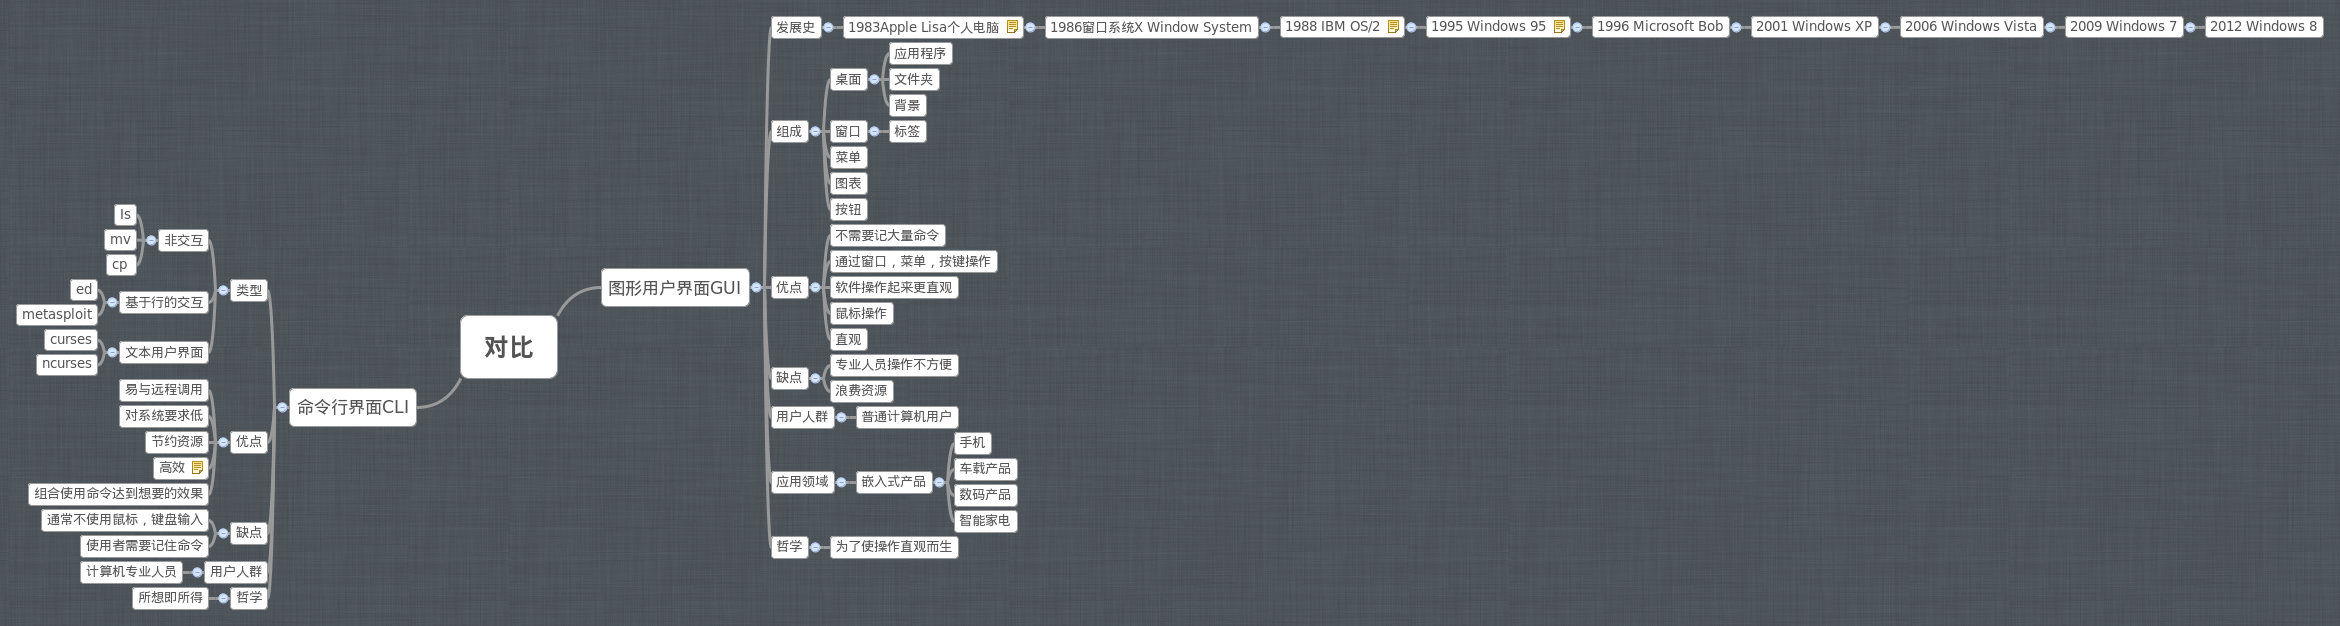 对比
图形用户界面GUI
发展史
1983Apple Lisa个人电脑
1986窗口系统X Window System
1988 IBM OS/2
1995 Windows 95
1996 Microsoft Bob
2001 Windows XP
2006 Windows Vista
2009 Windows 7
2012 Windows 8
组成
桌面
应用程序
文件夹
背景
窗口
标签
菜单
图表
按钮
优点
不需要记大量命令
通过窗口，菜单，按键操作
软件操作起来更直观
鼠标操作
直观
缺点
专业人员操作不方便
浪费资源
用户人群
普通计算机用户
应用领域
嵌入式产品
手机
车载产品
数码产品
智能家电
哲学
为了使操作直观而生
命令行界面CLI
类型
非交互
ls
mv
cp
基于行的交互
ed
metasploit
文本用户界面
curses
ncurses
优点
易与远程调用
对系统要求低
节约资源
高效
组合使用命令达到想要的效果
缺点
通常不使用鼠标，键盘输入
使用者需要记住命令
用户人群
计算机专业人员
哲学
所想即所得